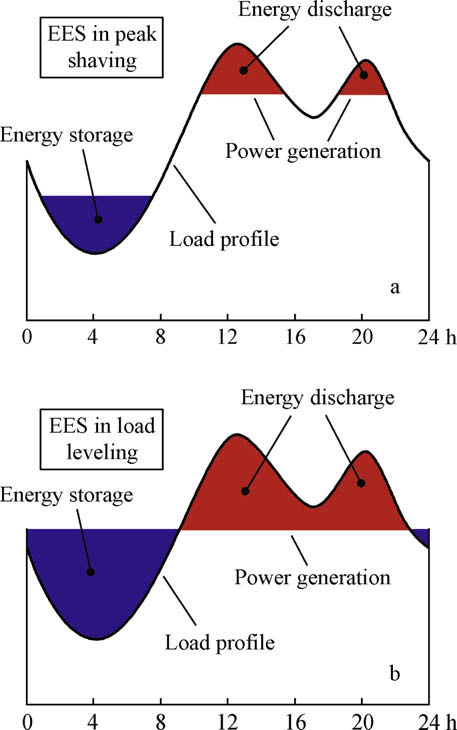 EES in peak
shaving
Energy discharge
Energy storage
Power generation
Load profile
a
0 4 8 12 16 20 24 h
EES in load
leveling
Energy discharge
Energy storage
Power generation
Load profile
b
0 4 8 12 16 20 24 h